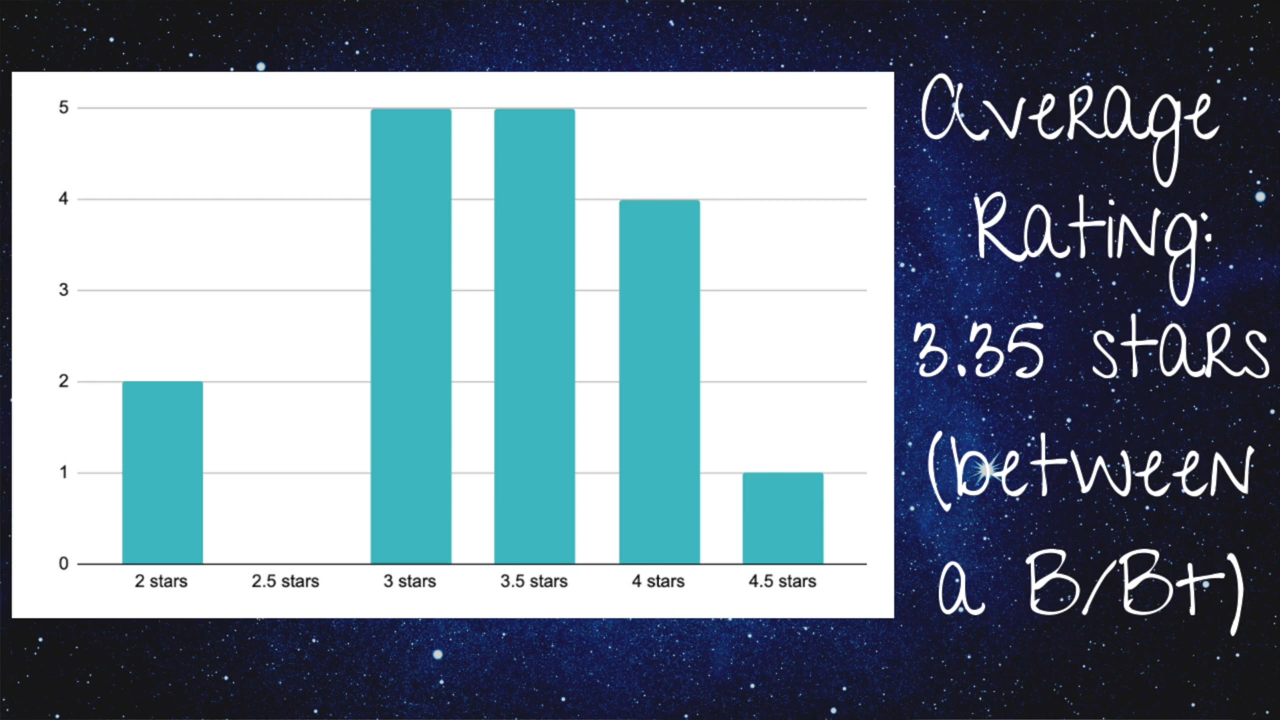 5
4
3
2
1
0
2 stars 2.5 stars 3 stars 3.5 stars 4 stars 4.5 stars
Average
Rating:
3.35 stars
(between
a B/B+)